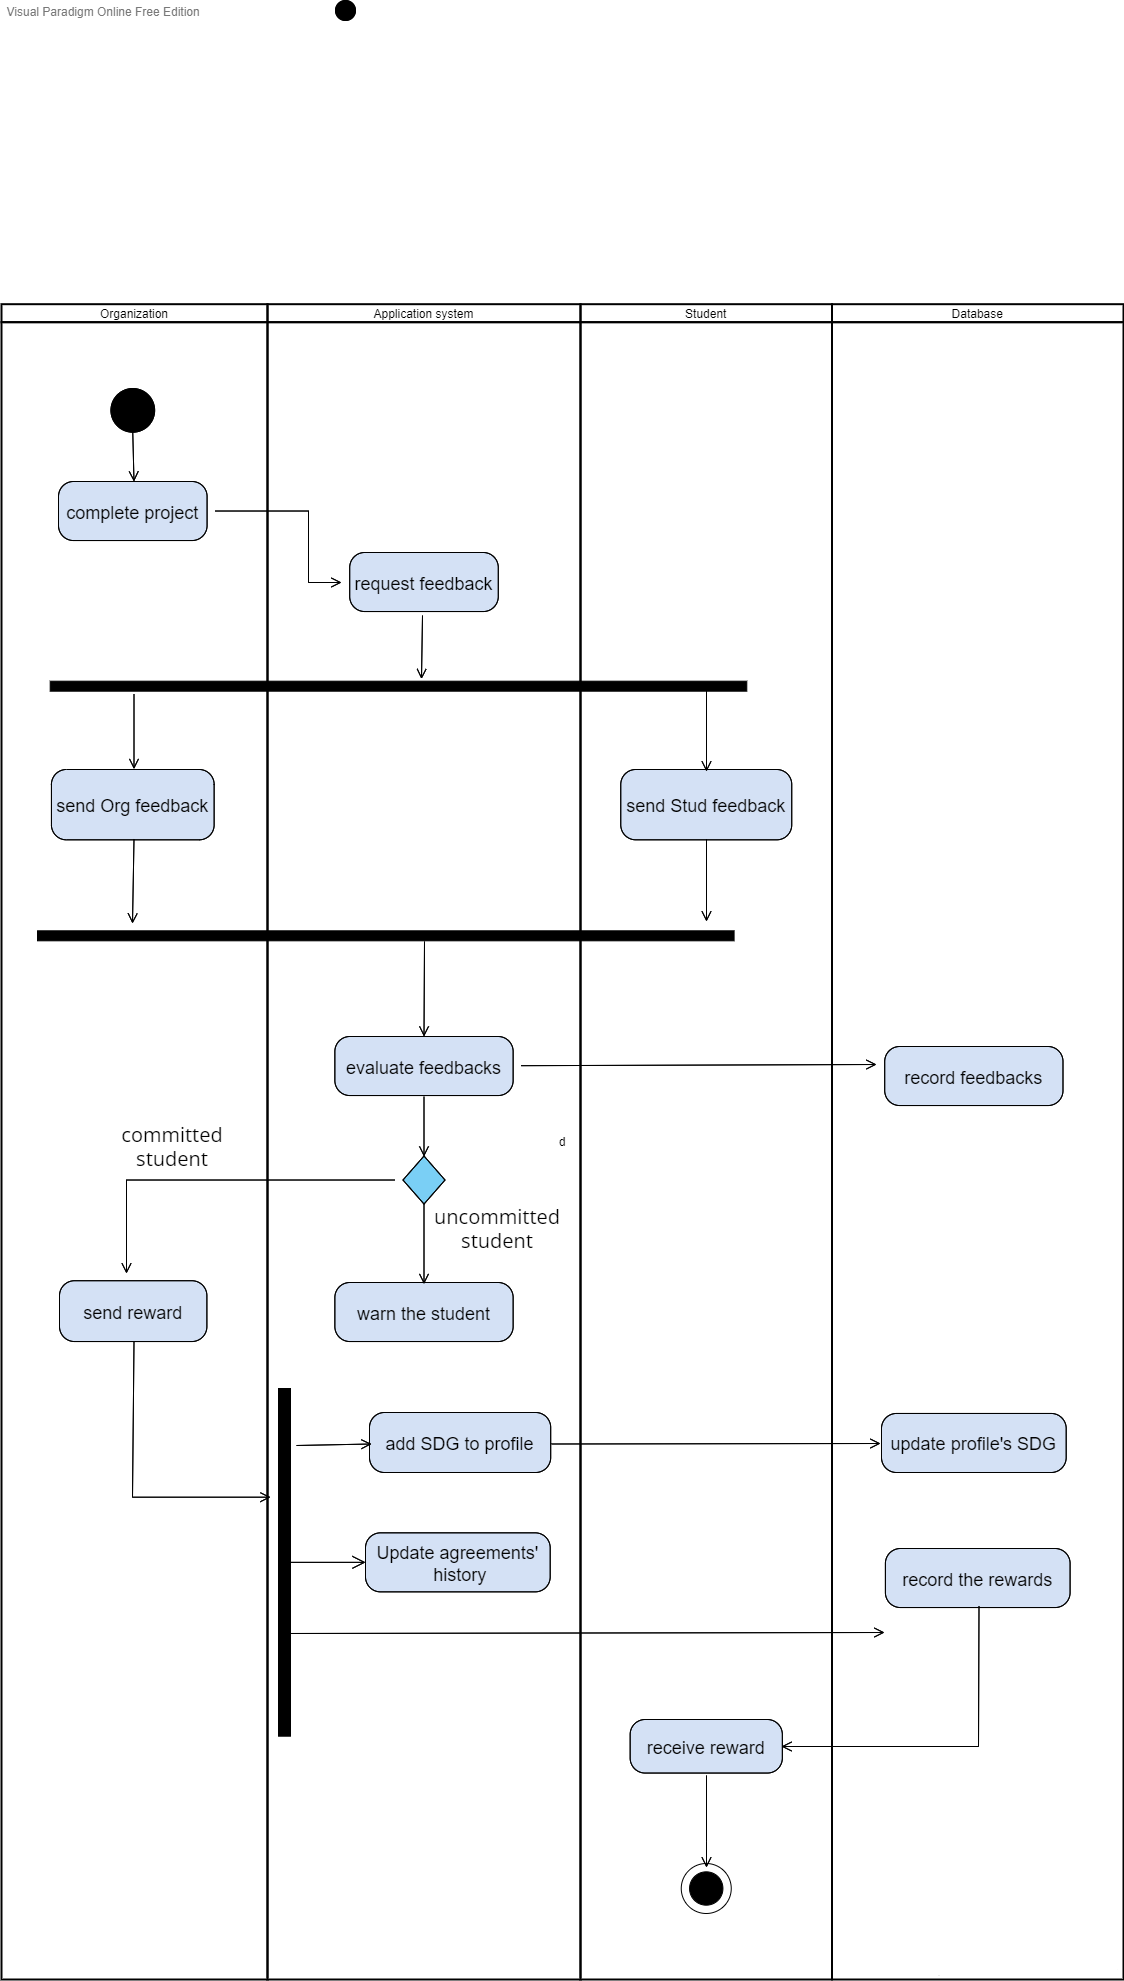 Visual Paradigm Online Free Edition
Organization
Application system
Student
Database
complete project
request feedback
send Org feedback
send Stud feedback
evaluate feedbacks
record feedbacks
committed
student
d
uncommitted
student
send reward
warn the student
add SDG to profile
update profile's SDG
Update agreements'
history
record the rewards
receive reward